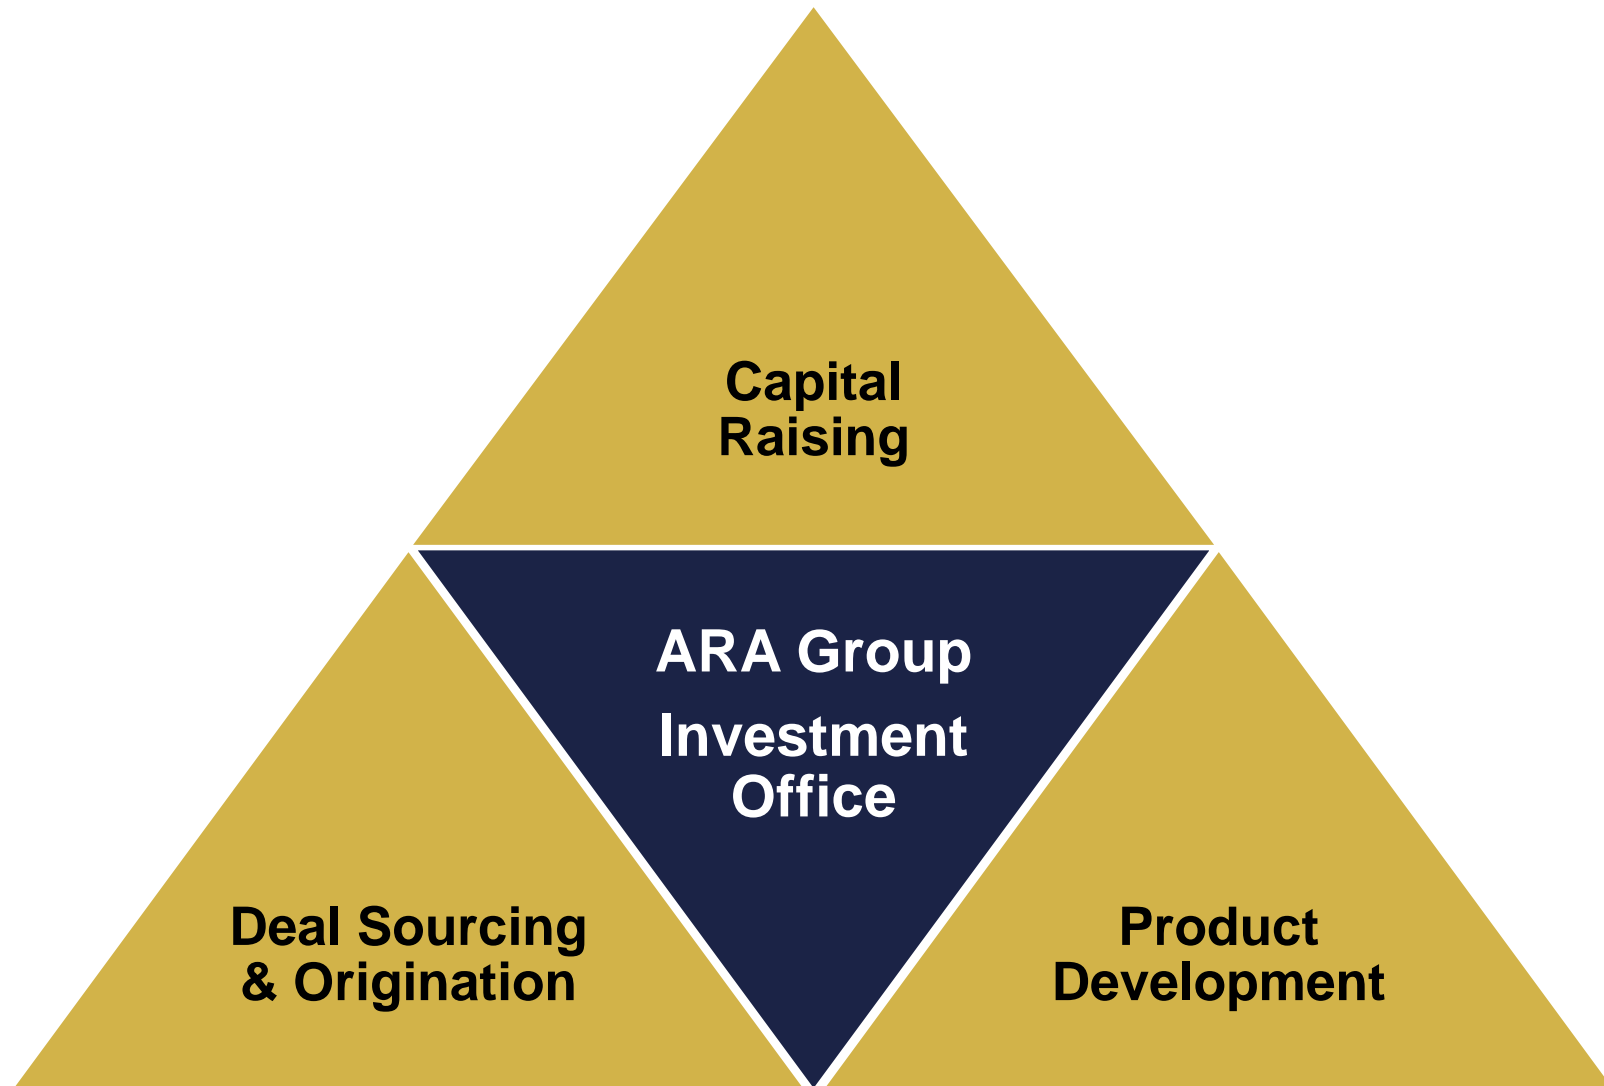 Capital
Raising
ARA Group
Investment
Office
Deal Sourcing
& Origination
Product
Development